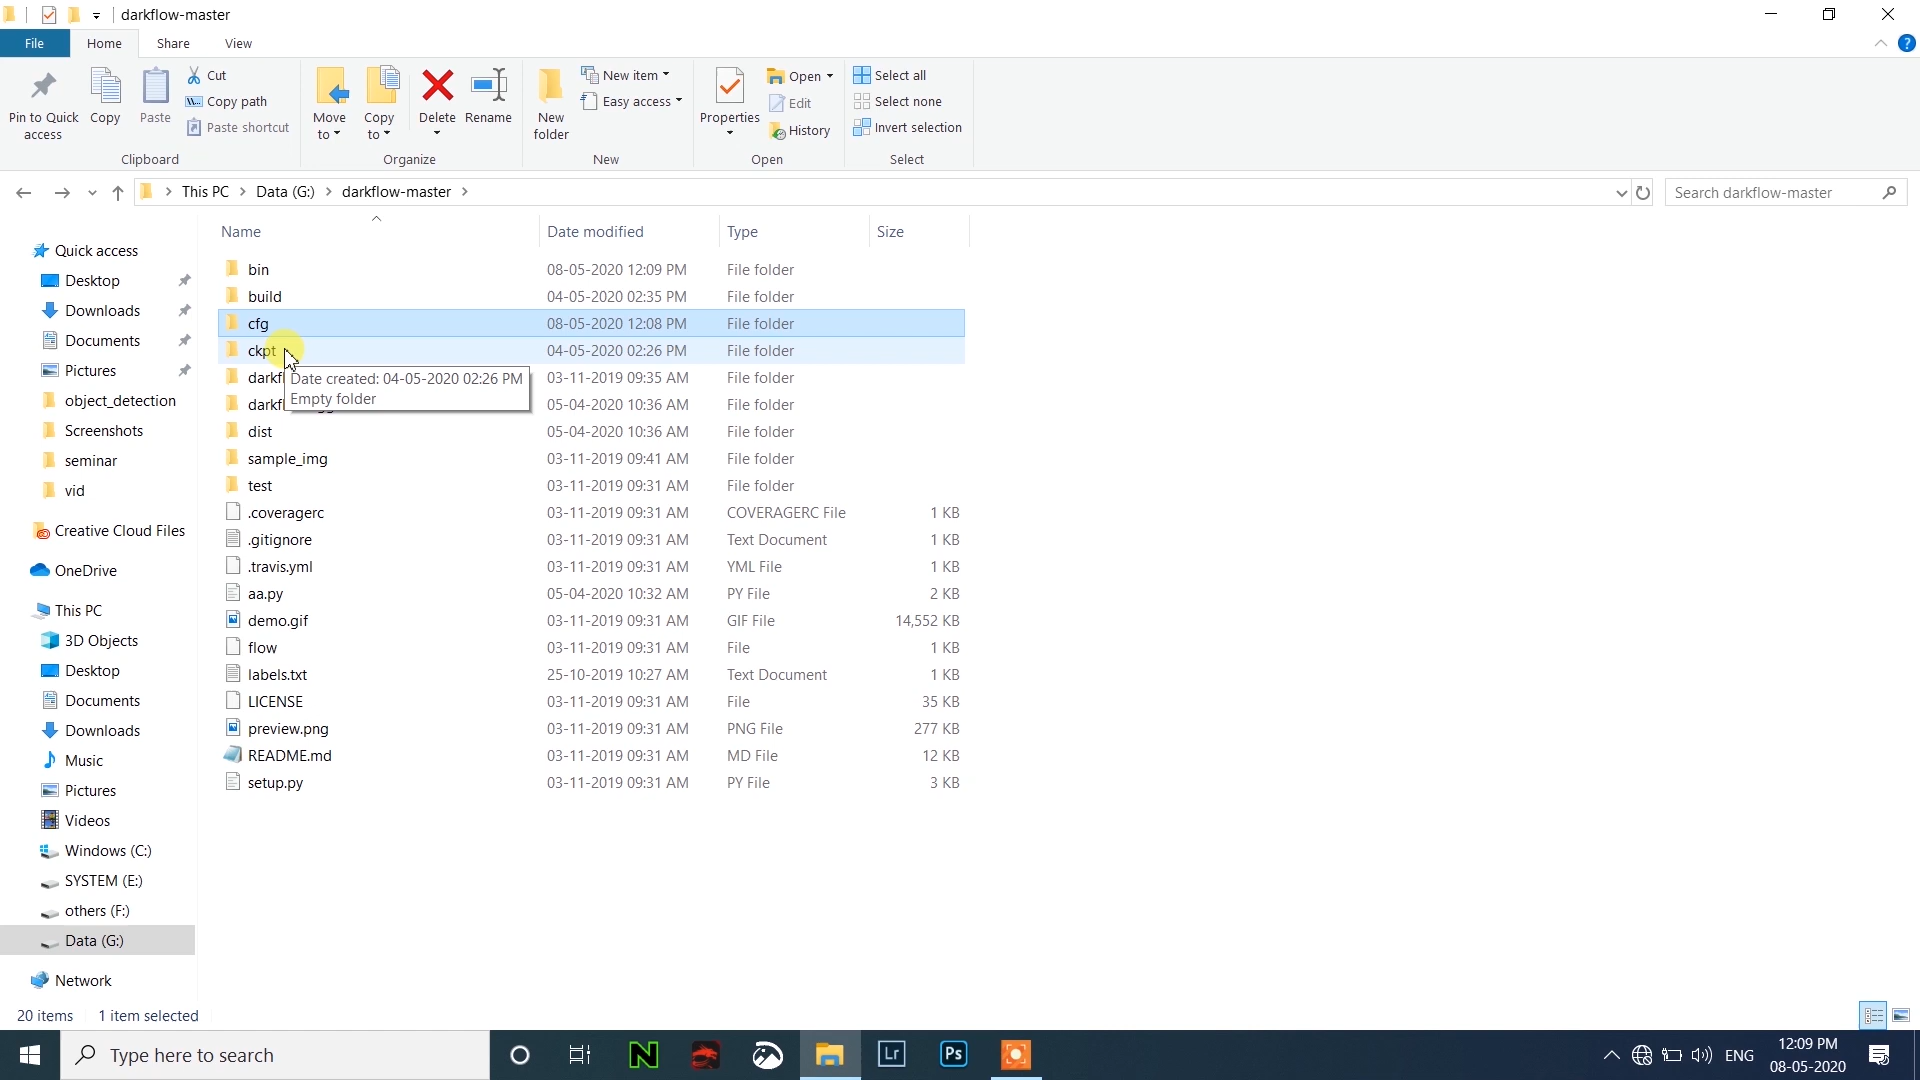 darkflow-master
File Home Share View
Pin to Quick access
Copy
Paste
Cut
Copy path
Paste shortcut
Clipboard
Move to
Copy to
Delete
Rename
Organize
New folder
New item
Easy access
New
Properties
Open
Edit
History
Open
Select all
Select none
Invert selection
Select
This PC > Data (G:) > darkflow-master >
Search darkflow-master
Quick access
Desktop
Downloads
Documents
Pictures
object_detection
Screenshots
seminar
vid
Creative Cloud Files
OneDrive
This PC
3D Objects
Desktop
Documents
Downloads
Music
Pictures
Videos
Windows (C:)
SYSTEM (E:)
others (F:)
Data (G:)
Network
Name Date modified Type Size
bin 08-05-2020 12:09 PM File folder
build 04-05-2020 02:35 PM File folder
cfg 08-05-2020 12:08 PM File folder
ckpt 04-05-2020 02:26 PM File folder
03-11-2019 09:35 AM File folder
05-04-2020 10:36 AM File folder
Date created: 04-05-2020 02:26 PM
Empty folder
dist 05-04-2020 10:36 AM File folder
sample_img 03-11-2019 09:41 AM File folder
test 03-11-2019 09:31 AM File folder
.coveragerc 03-11-2019 09:31 AM COVERAGERC File 1 KB
.gitignore 03-11-2019 09:31 AM Text Document 1 KB
.travis.yml 03-11-2019 09:31 AM YML File 1 KB
aa.py 05-04-2020 10:32 AM PY File 2 KB
demo.gif 03-11-2019 09:31 AM GIF File 14,552 KB
flow 03-11-2019 09:31 AM File 1 KB
labels.txt 25-10-2019 10:27 AM Text Document 1 KB
LICENSE 03-11-2019 09:31 AM File 35 KB
preview.png 03-11-2019 09:31 AM PNG File 277 KB
README.md 03-11-2019 09:31 AM MD File 12 KB
setup.py 03-11-2019 09:31 AM PY File 3 KB
20 items 1 item selected
Type here to search
Lr
Ps
ENG
12:09 PM
08-05-2020